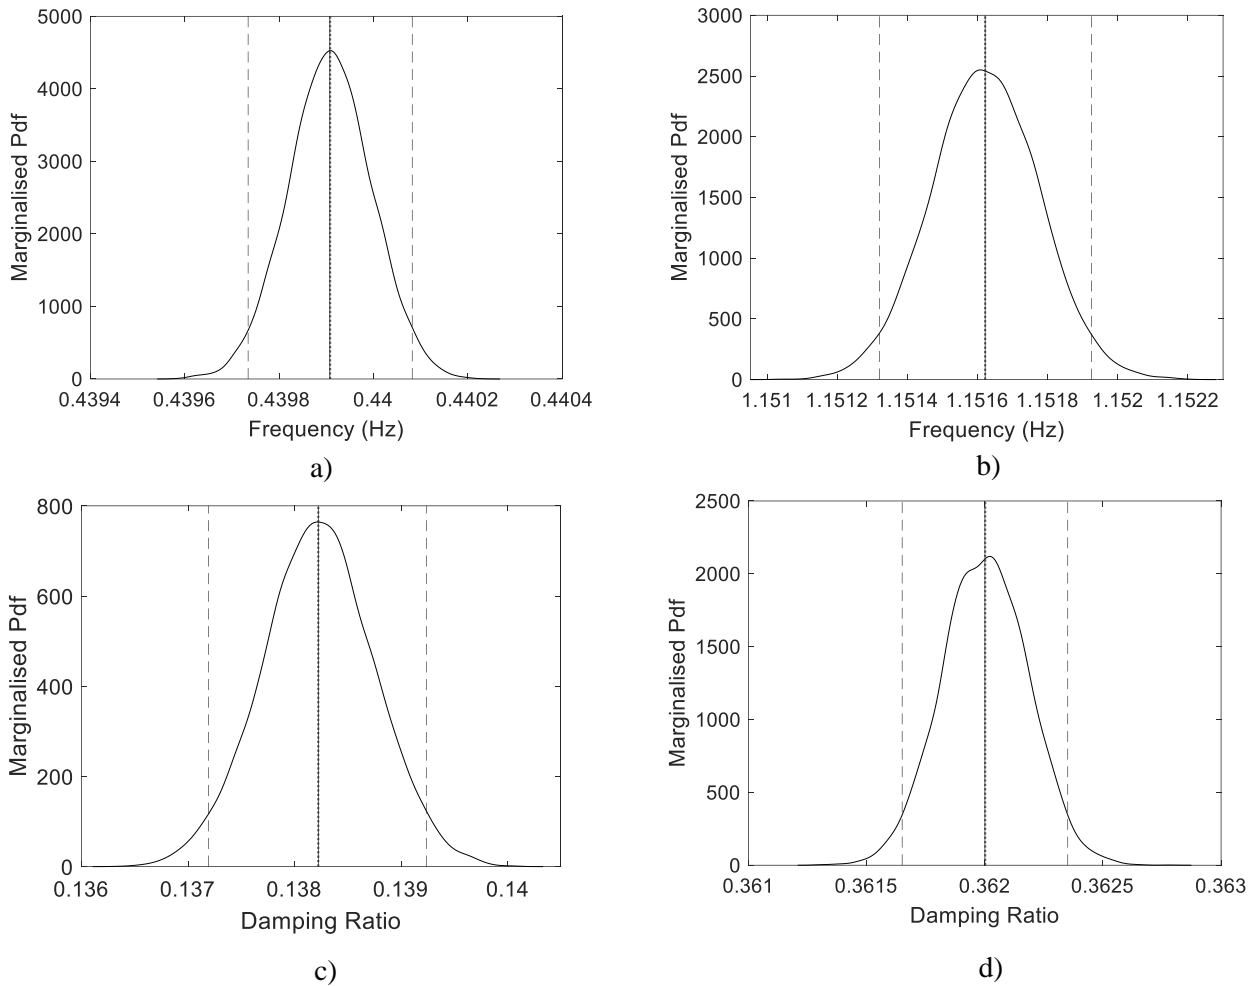 5000
4000
3000
2000
1000
0
Marginalised Pdf
0.4394 0.4396 0.4398 0.44 0.4402 0.4404
Frequency (Hz)
a)
3000
2500
2000
1500
1000
500
0
Marginalised Pdf
1.151 1.1512 1.1514 1.1516 1.1518 1.152 1.1522
Frequency (Hz)
b)
800
600
400
200
0
Marginalised Pdf
0.136 0.137 0.138 0.139 0.14
Damping Ratio
c)
2500
2000
1500
1000
500
0
Marginalised Pdf
0.361 0.3615 0.362 0.3625 0.363
Damping Ratio
d)